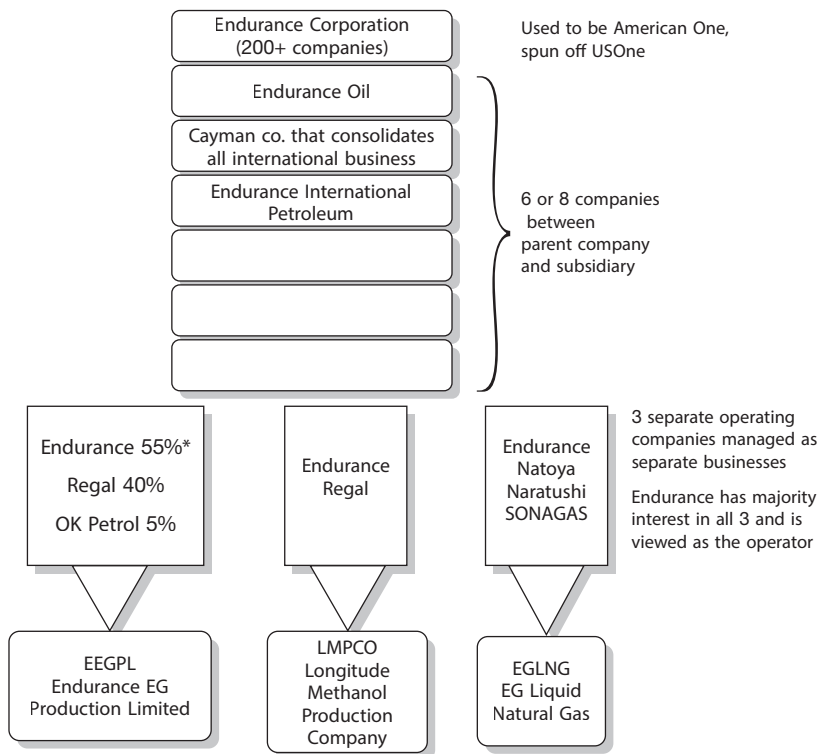 Endurance Corporation
(200+ companies)
Used to be American One,
spun off USOne
Endurance Oil
Cayman co. that consolidates
all international business
Endurance International
Petroleum
6 or 8 companies
between
parent company
and subsidiary
Endurance 55%*
Regal 40%
OK Petrol 5%
Endurance
Regal
Endurance
Natoya
Naratushi
SONAGAS
3 separate operating
companies managed as
separate businesses
Endurance has majority
interest in all 3 and is
viewed as the operator
EEGPL
Endurance EG
Production Limited
LMPCO
Longitude
Methanol
Production
Company
EGLNG
EG Liquid
Natural Gas